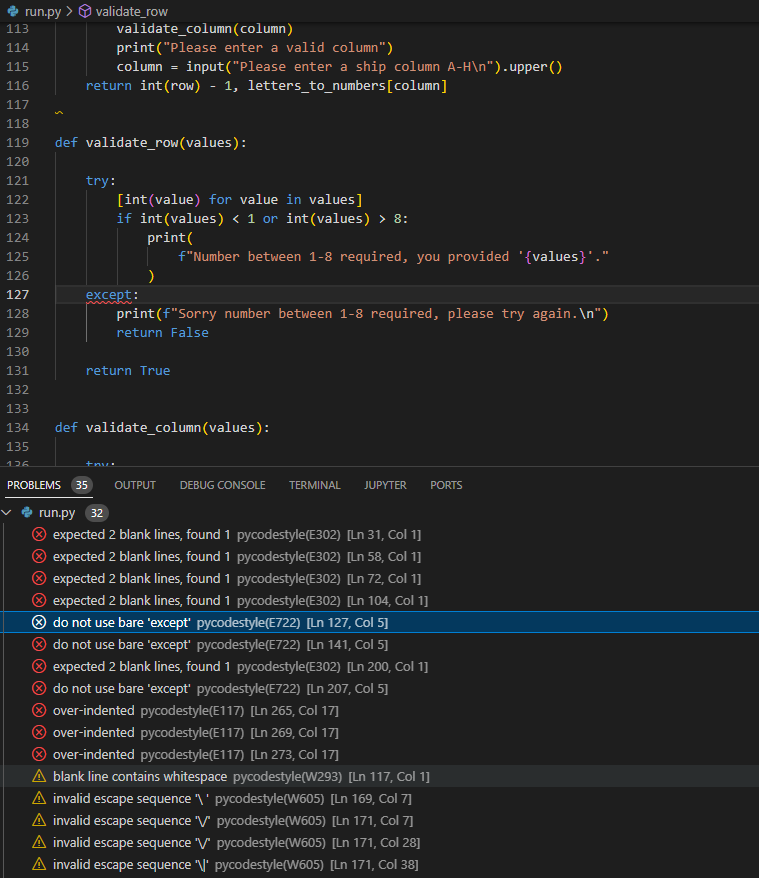 run.py > validate_row
113 validate_column(column)
114 print("Please enter a valid column")
115 column = input("Please enter a ship column A-H\n").upper()
116 return int(row) - 1, letters_to_numbers[column]
117
118
119 def validate_row(values):
120
121 try:
122 [int(value) for value in values]
123 if int(values) < 1 or int(values) > 8:
124 print(
125 f"Number between 1-8 required, you provided '{values}'."
126 )
127 except:
128 print(f"Sorry number between 1-8 required, please try again.\n")
129 return False
130
131 return True
132
133
134 def validate_column(values):
135
136 try:
PROBLEMS 35 OUTPUT DEBUG CONSOLE TERMINAL JUPYTER PORTS
run.py 32
expected 2 blank lines, found 1 pycodestyle(E302) [Ln 31, Col 1]
expected 2 blank lines, found 1 pycodestyle(E302) [Ln 58, Col 1]
expected 2 blank lines, found 1 pycodestyle(E302) [Ln 72, Col 1]
expected 2 blank lines, found 1 pycodestyle(E302) [Ln 104, Col 1]
do not use bare 'except' pycodestyle(E722) [Ln 127, Col 5]
do not use bare 'except' pycodestyle(E722) [Ln 141, Col 5]
expected 2 blank lines, found 1 pycodestyle(E302) [Ln 200, Col 1]
do not use bare 'except' pycodestyle(E722) [Ln 207, Col 5]
over-indented pycodestyle(E117) [Ln 265, Col 17]
over-indented pycodestyle(E117) [Ln 269, Col 17]
over-indented pycodestyle(E117) [Ln 273, Col 17]
blank line contains whitespace pycodestyle(W293) [Ln 117, Col 1]
invalid escape sequence '\ ' pycodestyle(W605) [Ln 169, Col 7]
invalid escape sequence '\/' pycodestyle(W605) [Ln 171, Col 7]
invalid escape sequence '\/' pycodestyle(W605) [Ln 171, Col 28]
invalid escape sequence '\|' pycodestyle(W605) [Ln 171, Col 38]